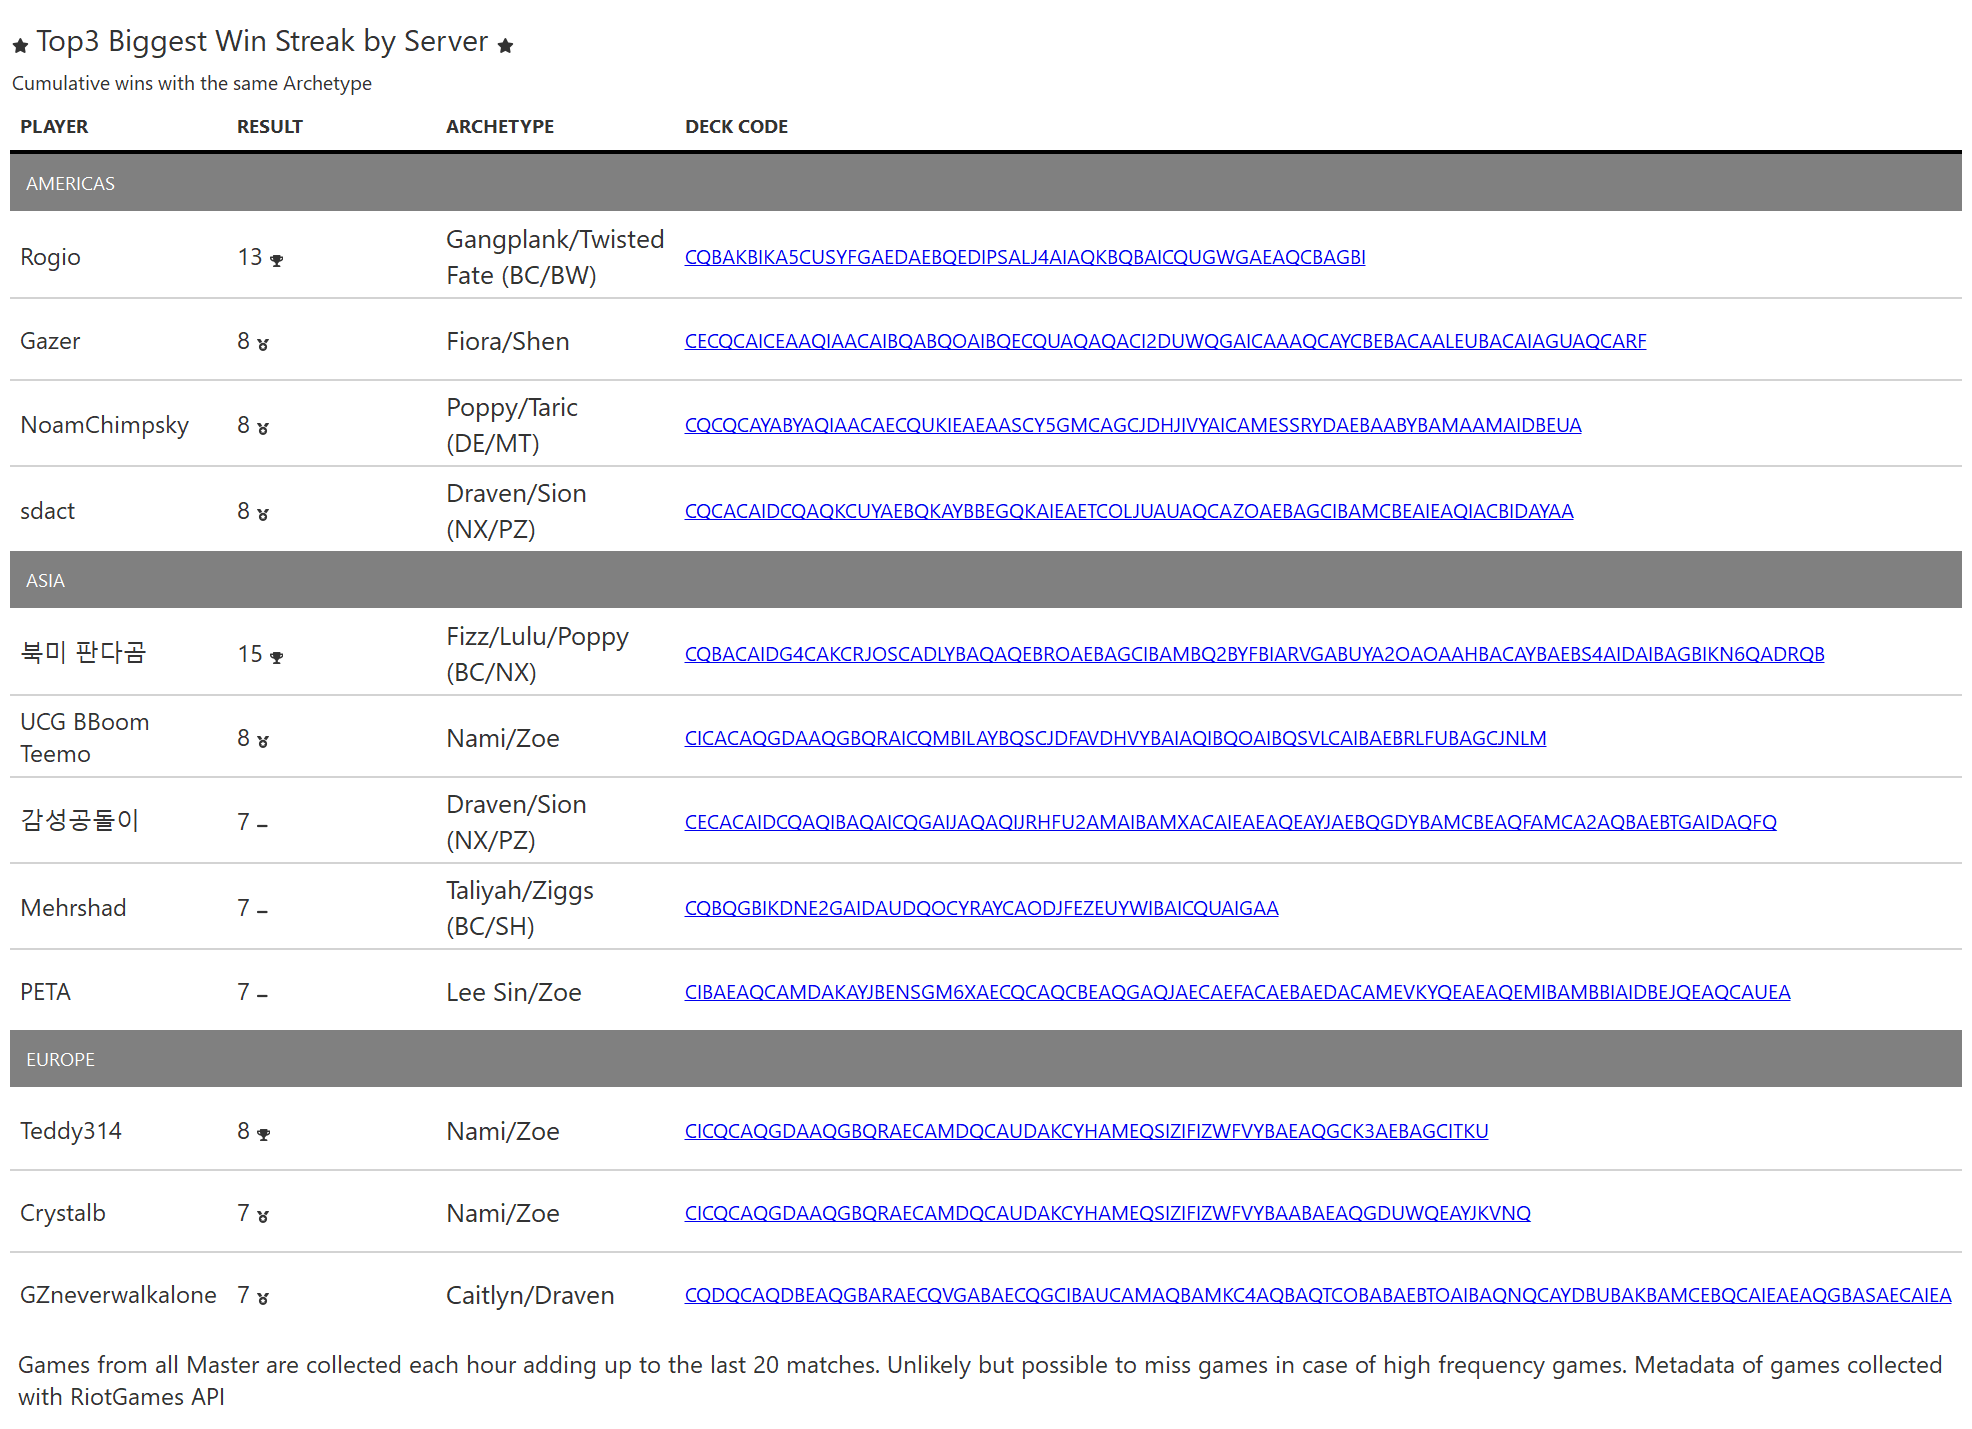 ★ Top3 Biggest Win Streak by Server ★
Cumulative wins with the same Archetype
PLAYER RESULT ARCHETYPE DECK CODE
AMERICAS
Rogio 13 Gangplank/Twisted Fate (BC/BW) CQBAKBIKA5CUSYFGAEDAEBQEDIPSALJ4AIAQKBQBAICQUGWGAEAQCBAGBI
Gazer 8 Fiora/Shen CECQCAICEAAQIAACAIBQABQOAIBQECQUAQAQACI2DUWQGAICAAAQCAYCBEBACAALEUBACAIAGUAQCARF
NoamChimpsky 8 Poppy/Taric (DE/MT) CQCQCAYABYAQIAACAECQUKIEAEAASCY5GMCAGCJDHJIVYAICAMESSRYDAEBAABYBAMAAMAIDBEUA
sdact 8 Draven/Sion (NX/PZ) CQCACAIDCQAQKCUYAEBQKAYBBEGQKAIEAETCOLJUAUAQCAZOAEBAGCIBAMCBEAIEAQIACBIDAYAA
ASIA
북미 판다곰 15 Fizz/Lulu/Poppy (BC/NX) CQBACAIDG4CAKCRJOSCADLYBAQAQEBROAEBAGCIBAMBQ2BYFBIARVGABUYA2OAOAAHBACAYBAEBS4AIDAIBAGBIKN6QADRQB
UCG BBoom Teemo 8 Nami/Zoe CICACAQGDAAQGBQRAICQMBILAYBQSCJDFAVDHVYBAIAQIBQOAIBQSVLCAIBAEBRLFUBAGCJNLM
감성공돌이 7 – Draven/Sion (NX/PZ) CECACAIDCQAQIBAQAICQGAIJAQAQIJRHFU2AMAIBAMXACAIEAEAQEAYJAEBQGDYBAMCBEAQFAMCA2AQBAEBTGAIDAQFQ
Mehrshad 7 – Taliyah/Ziggs (BC/SH) CQBQGBIKDNE2GAIDAUDQOCYRAYCAODJFEZEUYWIBAICQUAIGAA
PETA 7 – Lee Sin/Zoe CIBAEAQCAMDAKAYJBENSGM6XAECQCAQCBEAQGAQJAECAEFACAEBAEDACAMEVKYQEAEAQEMIBAMBBIAIDBEJQEAQCAUEA
EUROPE
Teddy314 8 Nami/Zoe CICQCAQGDAAQGBQRAECAMDQCAUDAKCYHAMEQSIZIFIZWFVYBAEAQGCK3AEBAGCITKU
Crystalb 7 Nami/Zoe CICQCAQGDAAQGBQRAECAMDQCAUDAKCYHAMEQSIZIFIZWFVYBAABAEAQGDUWQEAYJKVNQ
GZneverwalkalone 7 Caitlyn/Draven CQDQCAQDBEAQGBARAECQVGABAECQGCIBAUCAMAQBAMKC4AQBAQTCOBABAEBTOAIBAQNQCAYDBUBAKBAMCEBQCAIEAEAQGBASAECAIEA
Games from all Master are collected each hour adding up to the last 20 matches. Unlikely but possible to miss games in case of high frequency games. Metadata of games collected
with RiotGames API